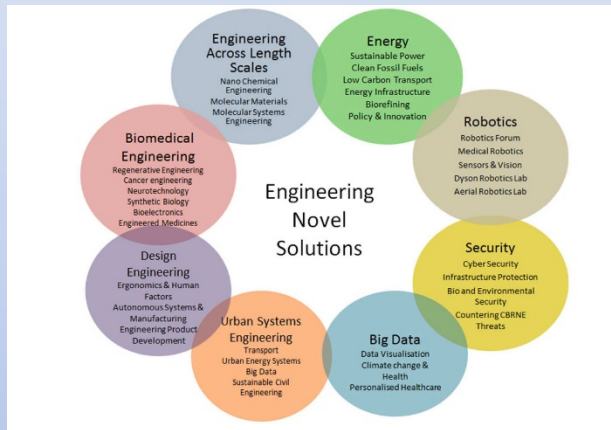 Engineering
Across Length
Scales
Nano Chemical
Engineering
Molecular Materials
Molecular Systems
Engineering
Energy
Sustainable Power
Clean Fossil Fuels
Low Carbon Transport
Energy Infrastructure
Biorefining
Policy & Innovation
Robotics
Robotics Forum
Medical Robotics
Sensors & Vision
Dyson Robotics Lab
Aerial Robotics Lab
Security
Cyber Security
Infrastructure Protection
Bio and Environmental
Security
Countering CBRNE
Threats
Big Data
Data Visualisation
Climate change &
Health
Personalised Healthcare
Urban Systems
Engineering
Transport
Urban Energy Systems
Big Data
Sustainable Civil
Engineering
Design
Engineering
Ergonomics & Human
Factors
Autonomous Systems &
Manufacturing
Engineering Product
Development
Biomedical
Engineering
Regenerative Engineering
Cancer engineering
Neurotechnology
Synthetic Biology
Bioelectronics
Engineered Medicines
Engineering
Novel
Solutions